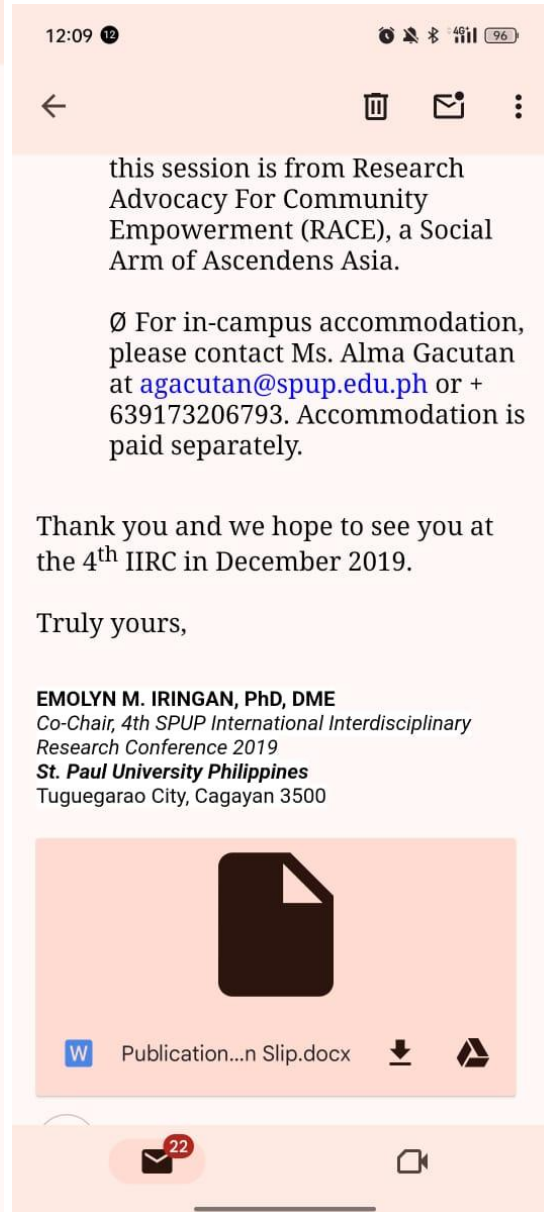 12:09 12 4G 96
this session is from Research
Advocacy For Community
Empowerment (RACE), a Social
Arm of Ascendens Asia.
Ø For in-campus accommodation,
please contact Ms. Alma Gacutan
at agacutan@spup.edu.ph or +
639173206793. Accommodation is
paid separately.
Thank you and we hope to see you at
the 4th IIRC in December 2019.
Truly yours,
EMOLYN M. IRINGAN, PhD, DME
Co-Chair, 4th SPUP International Interdisciplinary
Research Conference 2019
St. Paul University Philippines
Tuguegarao City, Cagayan 3500
W Publication...n Slip.docx
22